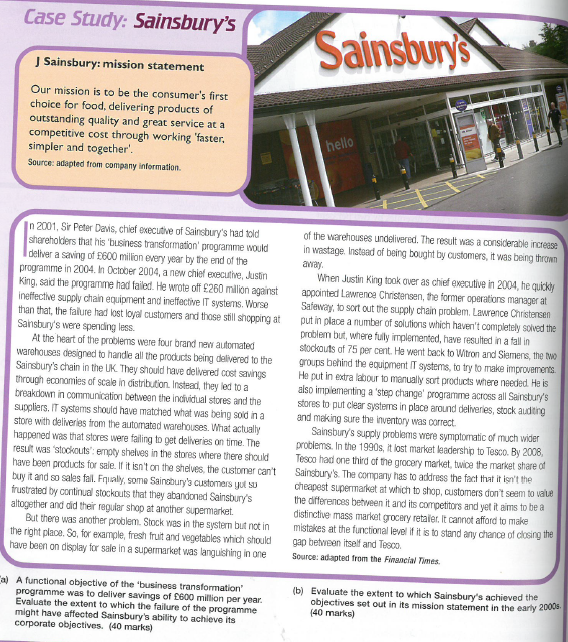 Case Study: Sainsbury's
J Sainsbury: mission statement
Our mission is to be the consumer's first
choice for food, delivering products of
outstanding quality and great service at a
competitive cost through working 'faster,
simpler and together'.
Source: adapted from company information.
Sainsbury's
hello
In 2001, Sir Peter Davis, chief executive of Sainsbury's had told
shareholders that his 'business transformation' programme would
deliver a saving of £600 million every year by the end of the
programme in 2004. In October 2004, a new chief executive, Justin
King, said the programme had failed. He wrote off £260 million against
ineffective supply chain equipment and ineffective IT systems. Worse
than that, the failure had lost loyal customers and those still shopping at
Sainsbury's were spending less.
At the heart of the problems were four brand new automated
warehouses designed to handle all the products being delivered to the
Sainsbury's chain in the UK. They should have delivered cost savings
through economies of scale in distribution. Instead, they led to a
breakdown in communication between the individual stores and the
suppliers. IT systems should have matched what was being sold in a
store with deliveries from the automated warehouses. What actually
happened was that stores were failing to get deliveries on time. The
result was 'stockouts': empty shelves in the stores where there should
have been products for sale. If it isn't on the shelves, the customer can't
buy it and so sales fall. Equally, some Sainsbury's customers got so
frustrated by continual stockouts that they abandoned Sainsbury's
altogether and did their regular shop at another supermarket.
But there was another problem. Stock was in the system but not in
the right place. So, for example, fresh fruit and vegetables which should
have been on display for sale in a supermarket was languishing in one
of the warehouses undelivered. The result was a considerable increase
in wastage. Instead of being bought by customers, it was being thrown
away.
When Justin King took over as chief executive in 2004, he quickly
appointed Lawrence Christensen, the former operations manager at
Safeway, to sort out the supply chain problem. Lawrence Christensen
put in place a number of solutions which haven't completely solved the
problem but, where fully implemented, have resulted in a fall in
stockouts of 75 per cent. He went back to Witron and Siemens, the two
groups behind the equipment IT systems, to try to make improvements.
He put in extra labour to manually sort products where needed. He is
also implementing a 'step change' programme across all Sainsbury's
stores to put clear systems in place around deliveries, stock auditing
and making sure the inventory was correct.
Sainsbury's supply problems were symptomatic of much wider
problems. In the 1990s, it lost market leadership to Tesco. By 2008,
Tesco had one third of the grocery market, twice the market share of
Sainsbury's. The company has to address the fact that it isn't the
cheapest supermarket at which to shop, customers don't seem to value
the differences between it and its competitors and yet it aims to be a
distinctive mass market grocery retailer. It cannot afford to make
mistakes at the functional level if it is to stand any chance of closing the
gap between itself and Tesco.
Source: adapted from the Financial Times.
(a) A functional objective of the 'business transformation'
programme was to deliver savings of £600 million per year.
Evaluate the extent to which the failure of the programme
might have affected Sainsbury's ability to achieve its
corporate objectives. (40 marks)
(b) Evaluate the extent to which Sainsbury's achieved the
objectives set out in its mission statement in the early 2000s.
(40 marks)